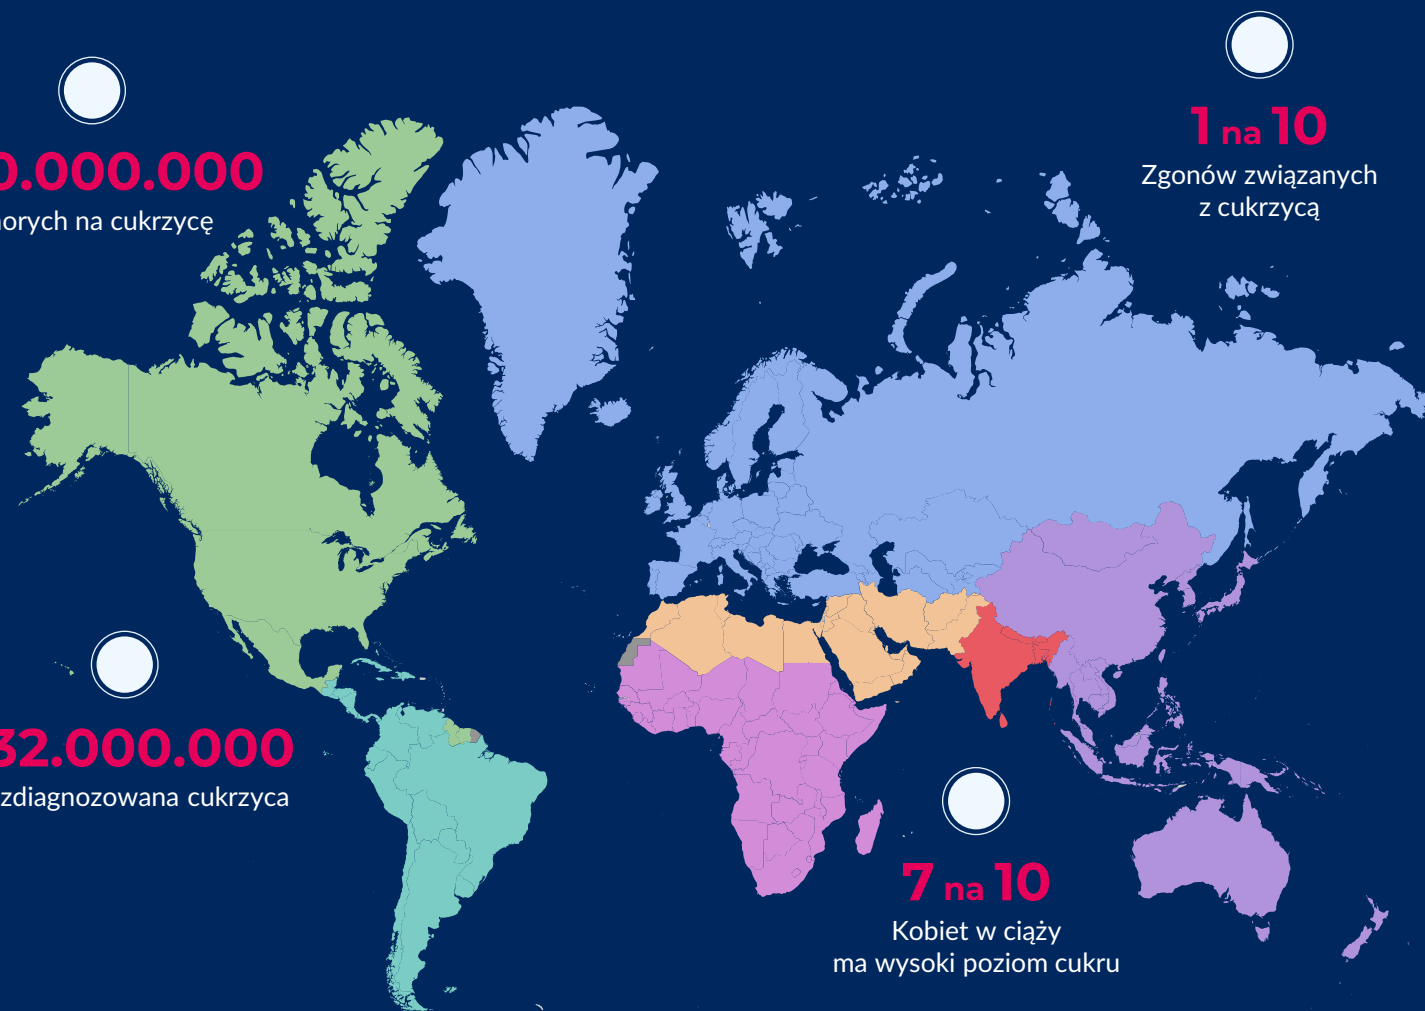 0.000.000
na cukrzycę
32.000.000
zdiagnozowana cukrzyca
1 na 10
Zgonów związanych
z cukrzycą
7 na 10
Kobiet w ciąży
ma wysoki poziom cukru